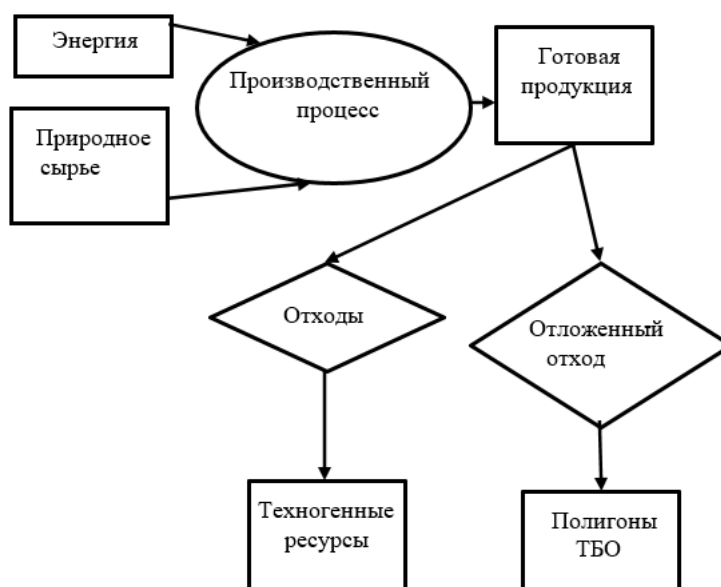 Энергия
Природное
сырье
Производственный
процесс
Готовая
продукция
Отходы
Отложенный
отход
Техногенные
ресурсы
Полигоны
ТБО